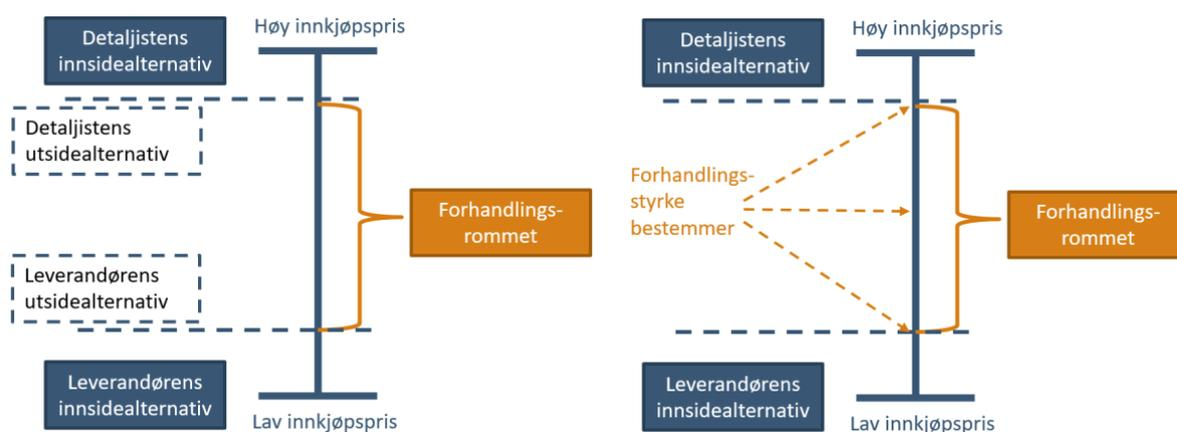 Detaljistens
innsidealternativ
Høy innkjøpspris
Detaljistens
utsidealternativ
Forhandlings-
rommet
Leverandørens
utsidealternativ
Leverandørens
innsidealternativ
Lav innkjøpspris
Detaljistens
innsidealternativ
Høy innkjøpspris
Forhandlings-
styrke
bestemmer
Forhandlings-
rommet
Leverandørens
innsidealternativ
Lav innkjøpspris